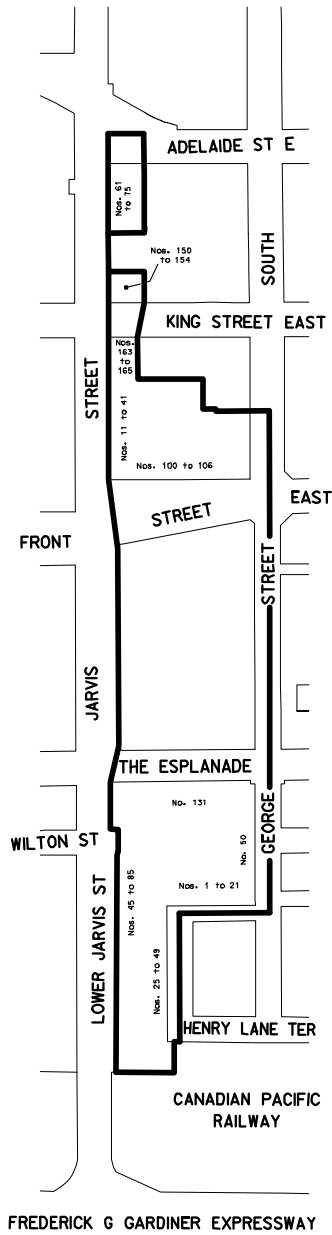 ADELAIDE ST E
Nos. 61
to 75
Nos. 150
to 154
SOUTH
KING STREET EAST
Nos.
163
to
165
STREET
Nos. 11 to 41
Nos. 100 to 106
EAST
STREET
FRONT
STREET
JARVIS
THE ESPLANADE
No. 131
GEORGE
WILTON ST
No. 50
Nos. 1 to 21
Nos. 45 to 85
LOWER JARVIS ST
Nos. 25 to 49
HENRY LANE TER
CANADIAN PACIFIC
RAILWAY
FREDERICK G GARDINER EXPRESSWAY